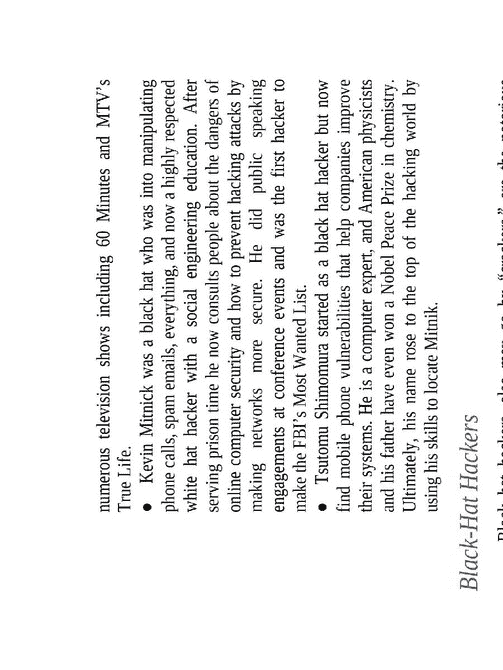 numerous television shows including 60 Minutes and MTV's
True Life.
● Kevin Mitnick was a black hat who was into manipulating
phone calls, spam emails, everything, and now a highly respected
white hat hacker with a social engineering education. After
serving prison time he now consults people about the dangers of
online computer security and how to prevent hacking attacks by
making networks more secure. He did public speaking
engagements at conference events and was the first hacker to
make the FBI's Most Wanted List.
● Tsutomu Shimomura started as a black hat hacker but now
find mobile phone vulnerabilities that help companies improve
their systems. He is a computer expert, and American physicists
and his father have even won a Nobel Peace Prize in chemistry.
Ultimately, his name rose to the top of the hacking world by
using his skills to locate Mitnik.
Black-Hat Hackers